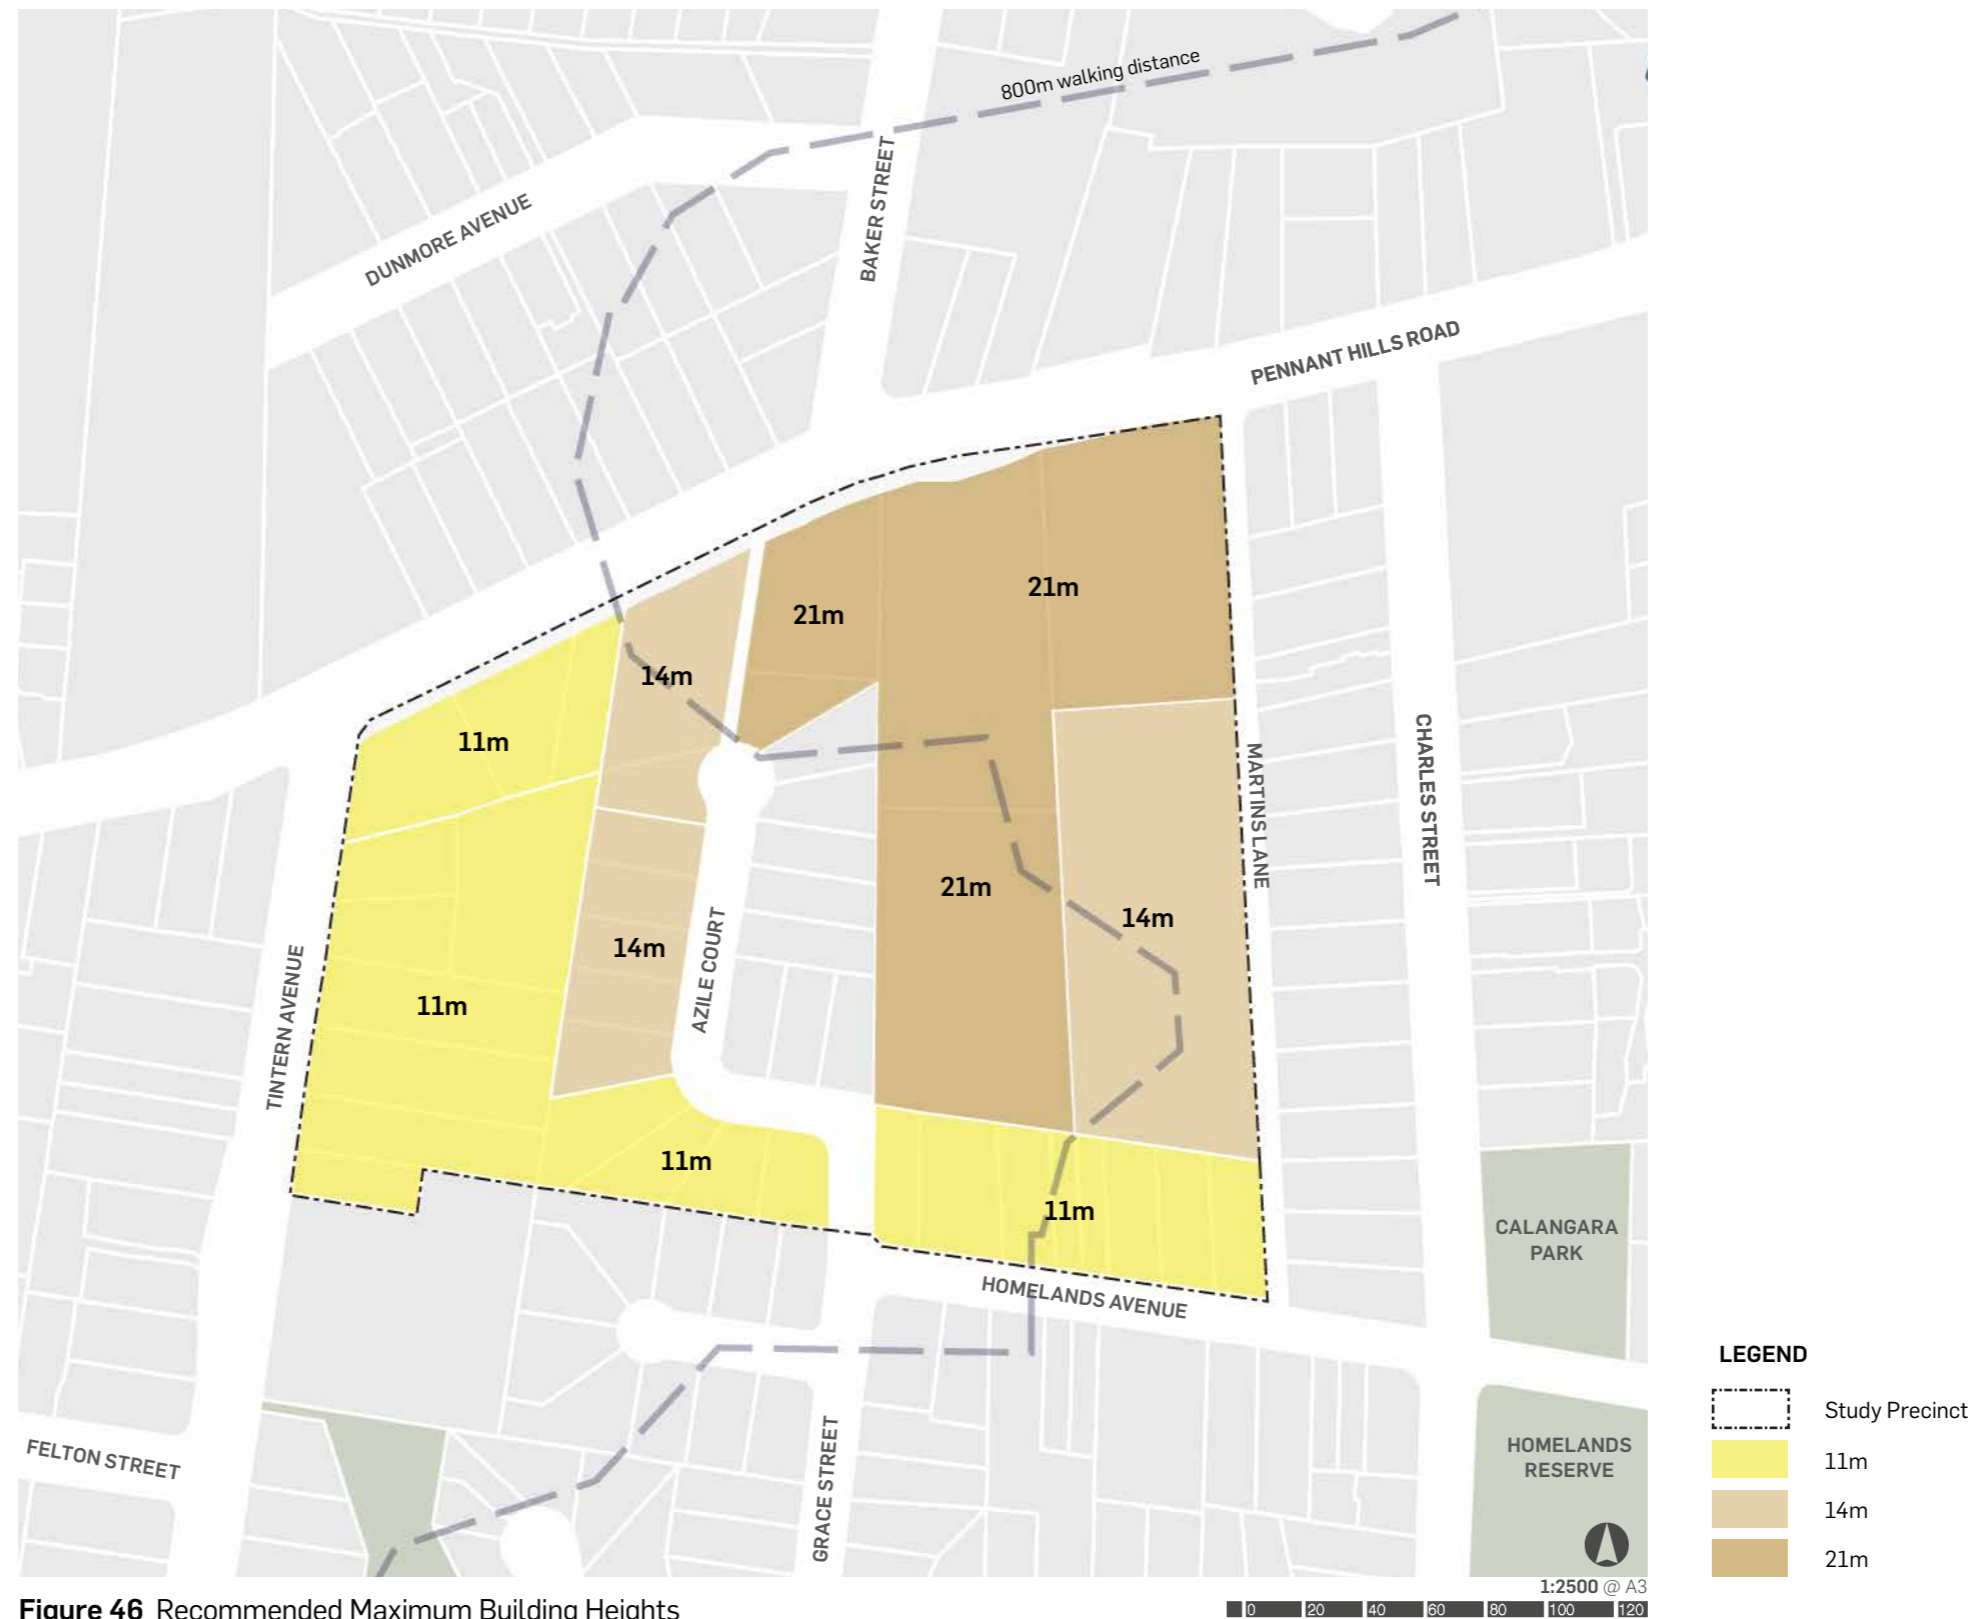 800m walking distance
DUNMORE AVENUE
BAKER STREET
PENNANT HILLS ROAD
21m
21m
14m
11m
MARTINS LANE
CHARLES STREET
21m
14m
14m
AZILE COURT
11m
TINTERN AVENUE
11m
11m
CALANGARA
PARK
HOMELANDS AVENUE
FELTON STREET
GRACE STREET
HOMELANDS
RESERVE
LEGEND
Study Precinct
11m
14m
21m
1:2500 @ A3
0 20 40 60 80 100 120
Figure 46 Recommended Maximum Building Heights